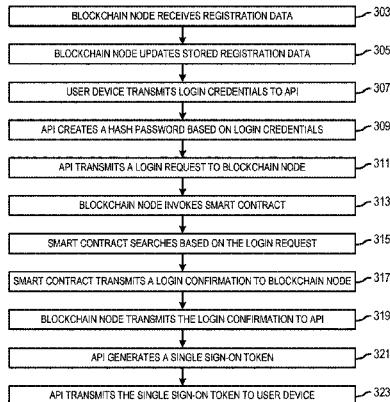 BLOCKCHAIN NODE RECEIVES REGISTRATION DATA 303
BLOCKCHAIN NODE UPDATES STORED REGISTRATION DATA 305
USER DEVICE TRANSMITS LOGIN CREDENTIALS TO API 307
API CREATES A HASH PASSWORD BASED ON LOGIN CREDENTIALS 309
API TRANSMITS A LOGIN REQUEST TO BLOCKCHAIN NODE 311
BLOCKCHAIN NODE INVOKES SMART CONTRACT 313
SMART CONTRACT SEARCHES BASED ON THE LOGIN REQUEST 315
SMART CONTRACT TRANSMITS A LOGIN CONFIRMATION TO BLOCKCHAIN NODE 317
BLOCKCHAIN NODE TRANSMITS THE LOGIN CONFIRMATION TO API 319
API GENERATES A SINGLE SIGN-ON TOKEN 321
API TRANSMITS THE SINGLE SIGN-ON TOKEN TO USER DEVICE 323